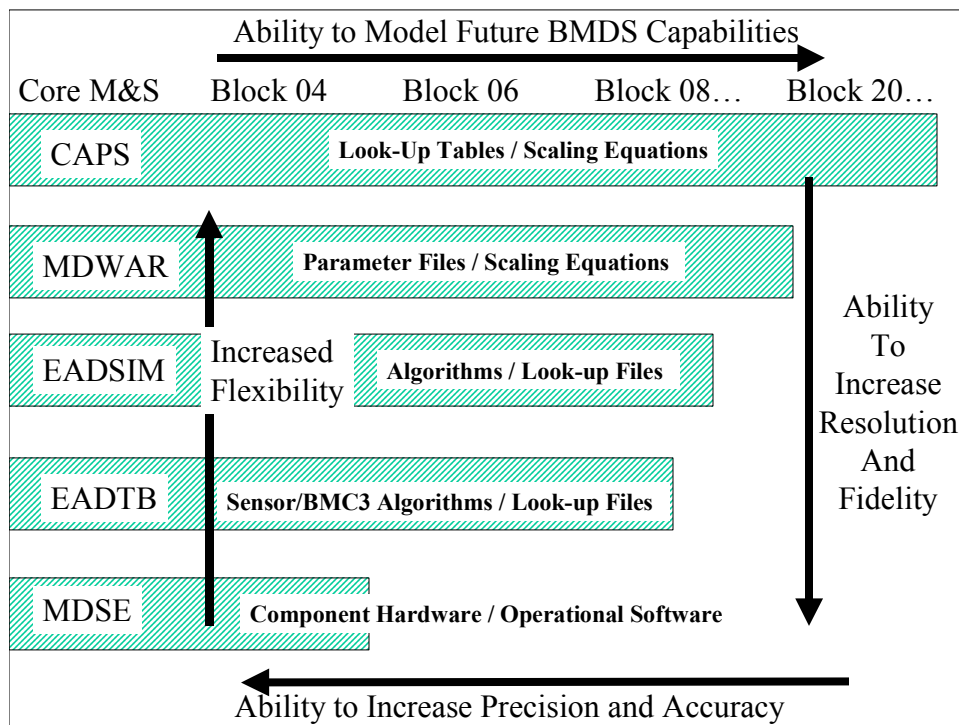 Ability to Model Future BMDS Capabilities
Core M&S Block 04 Block 06 Block 08… Block 20…
CAPS Look-Up Tables / Scaling Equations
MDWAR Parameter Files / Scaling Equations
EADSIM Algorithms / Look-up Files
Increased
Flexibility
EADTB Sensor/BMC3 Algorithms / Look-up Files
MDSE Component Hardware / Operational Software
Ability
To
Increase
Resolution
And
Fidelity
Ability to Increase Precision and Accuracy